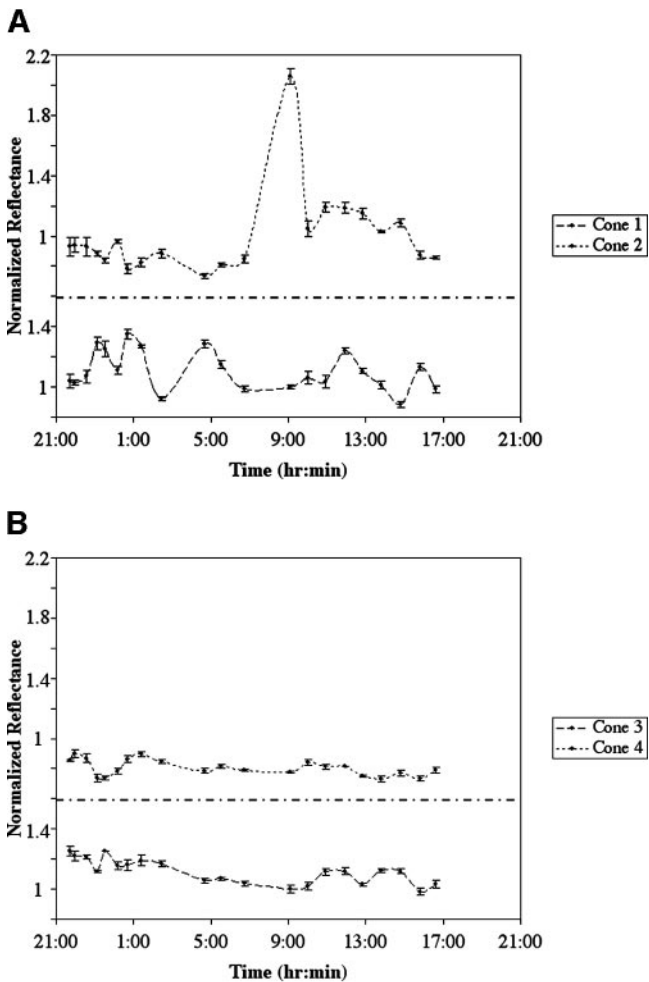 A
2.2
1.8
1.4
1
1.4
1
Normalized Reflectance
21:00 1:00 5:00 9:00 13:00 17:00 21:00
Time (hr:min)
Cone 1
Cone 2
B
2.2
1.8
1.4
1
1.4
1
Normalized Reflectance
21:00 1:00 5:00 9:00 13:00 17:00 21:00
Time (hr:min)
Cone 3
Cone 4